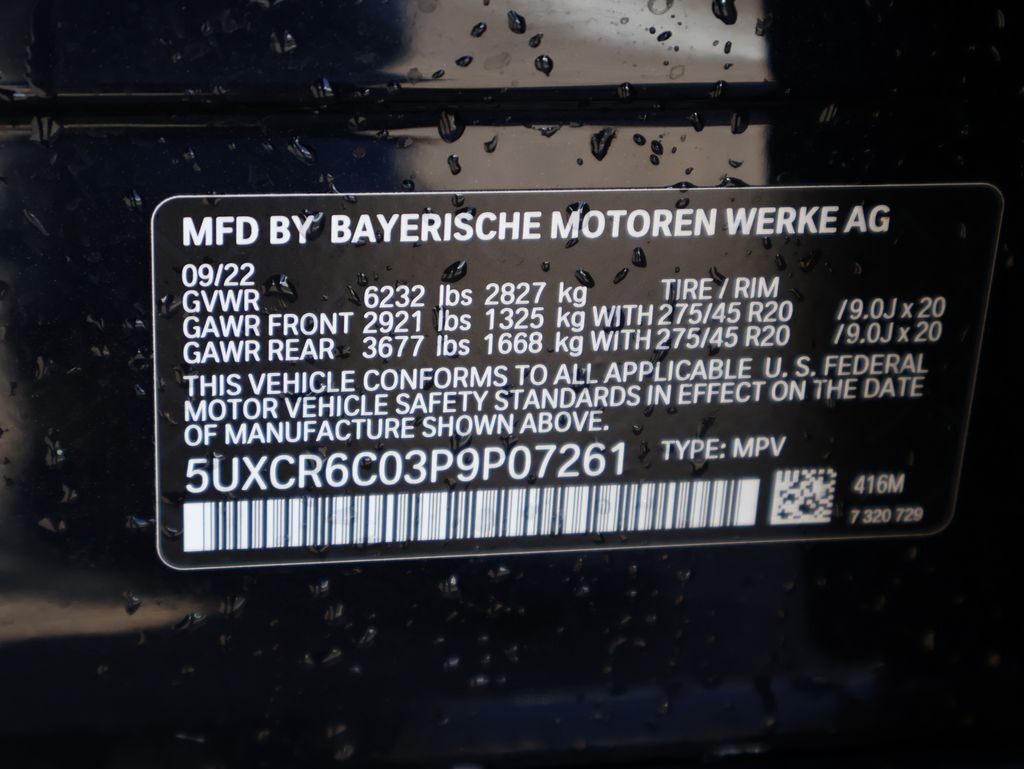 MFD BY BAYERISCHE MOTOREN WERKE AG
09/22
GVWR 6232 lbs 2827 kg TIRE / RIM
GAWR FRONT 2921 lbs 1325 kg WITH 275/45 R20 /9.0J x 20
GAWR REAR 3677 lbs 1668 kg WITH 275/45 R20 /9.0J x 20
THIS VEHICLE CONFORMS TO ALL APPLICABLE U. S. FEDERAL
MOTOR VEHICLE SAFETY STANDARDS IN EFFECT ON THE DATE
OF MANUFACTURE SHOWN ABOVE.
5UXCR6C03P9P07261 TYPE: MPV
416M
7 320 729